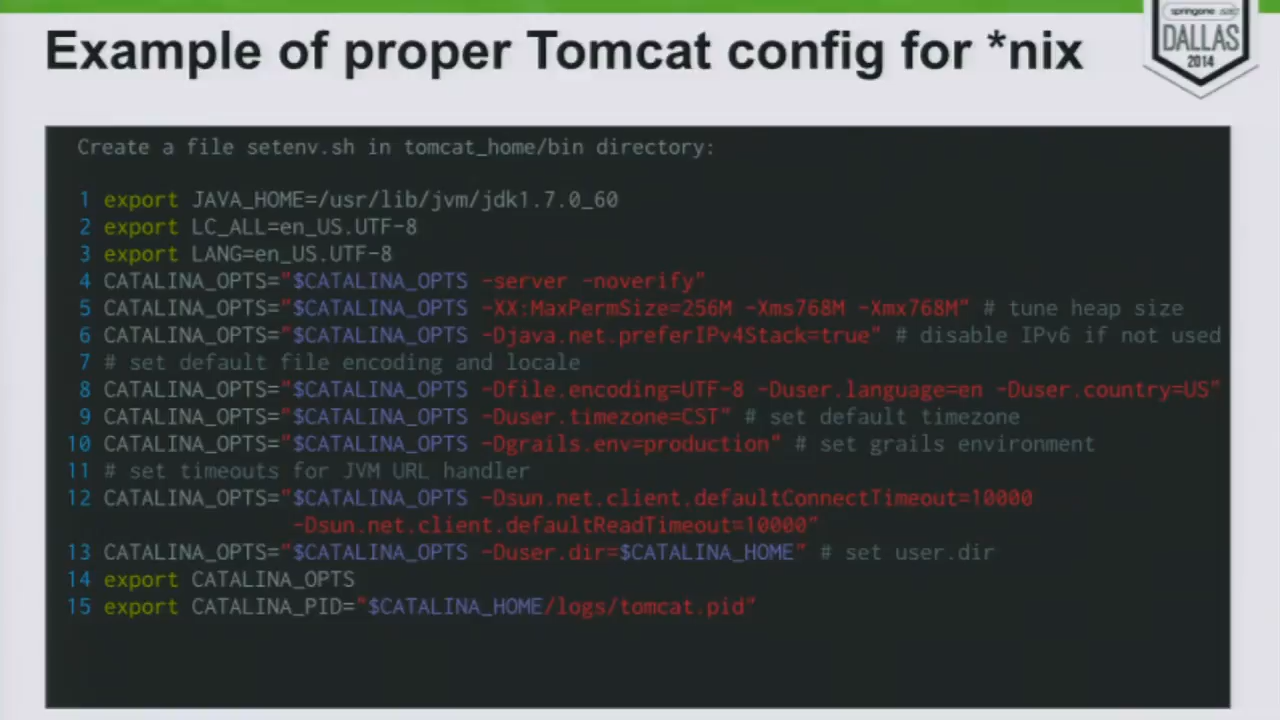 springone 2GX
DALLAS
2014
Example of proper Tomcat config for *nix
Create a file setenv.sh in tomcat_home/bin directory:
1 export JAVA_HOME=/usr/lib/jvm/jdk1.7.0_60
2 export LC_ALL=en_US.UTF-8
3 export LANG=en_US.UTF-8
4 CATALINA_OPTS="$CATALINA_OPTS -server -noverify"
5 CATALINA_OPTS="$CATALINA_OPTS -XX:MaxPermSize=256M -Xms768M -Xmx768M" # tune heap size
6 CATALINA_OPTS="$CATALINA_OPTS -Djava.net.preferIPv4Stack=true" # disable IPv6 if not used
7 # set default file encoding and locale
8 CATALINA_OPTS="$CATALINA_OPTS -Dfile.encoding=UTF-8 -Duser.language=en -Duser.country=US"
9 CATALINA_OPTS="$CATALINA_OPTS -Duser.timezone=CST" # set default timezone
10 CATALINA_OPTS="$CATALINA_OPTS -Dgrails.env=production" # set grails environment
11 # set timeouts for JVM URL handler
12 CATALINA_OPTS="$CATALINA_OPTS -Dsun.net.client.defaultConnectTimeout=10000
-Dsun.net.client.defaultReadTimeout=10000"
13 CATALINA_OPTS="$CATALINA_OPTS -Duser.dir=$CATALINA_HOME" # set user.dir
14 export CATALINA_OPTS
15 export CATALINA_PID="$CATALINA_HOME/logs/tomcat.pid"